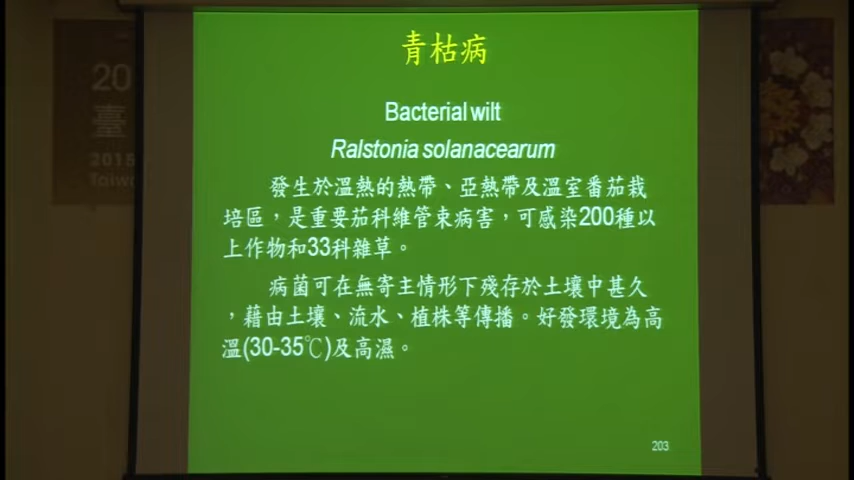 青枯病
Bacterial wilt
Ralstonia solanacearum
發生於溫熱的熱帶、亞熱帶及溫室番茄栽
培區，是重要茄科維管束病害，可感染200種以
上作物和33科雜草。
病菌可在無寄主情形下殘存於土壤中甚久
，藉由土壤、流水、植株等傳播。好發環境為高
溫(30-35℃)及高濕。
203
20
臺
2015
Taiwa